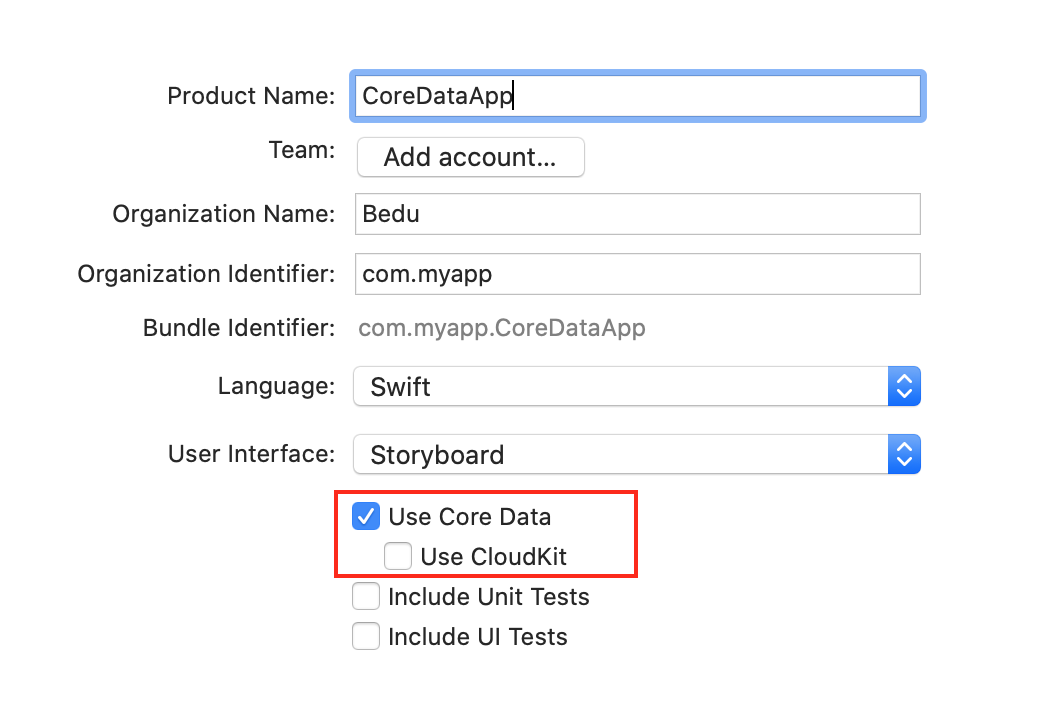 Product Name: CoreDataApp
Team: Add account...
Organization Name: Bedu
Organization Identifier: com.myapp
Bundle Identifier: com.myapp.CoreDataApp
Language: Swift
User Interface: Storyboard
Use Core Data
Use CloudKit
Include Unit Tests
Include UI Tests